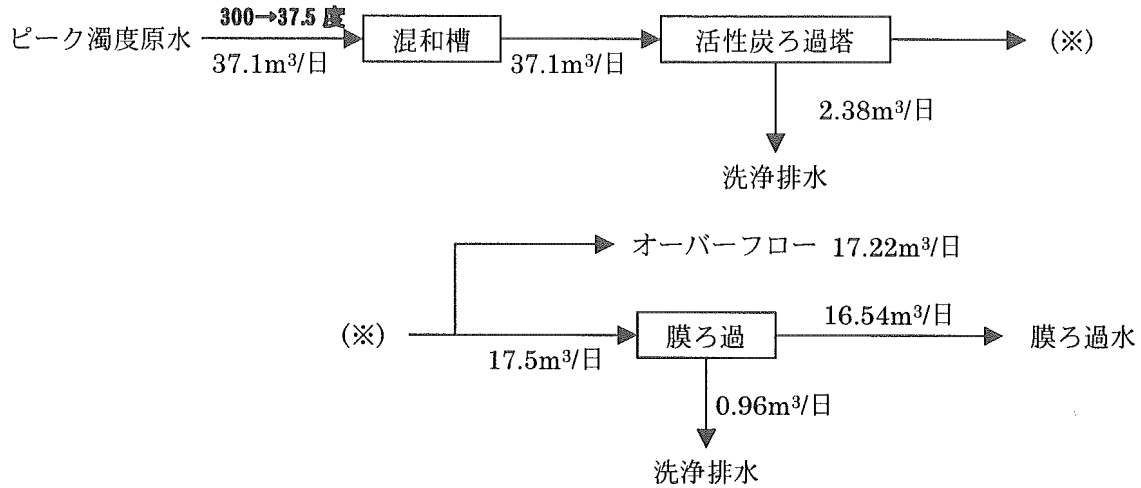 300→37.5 度
ピーク濁度原水
混和槽
活性炭ろ過塔
(※)
37.1m³/日
37.1m³/日
2.38m³/日
洗浄排水
オーバーフロー 17.22m³/日
(※)
膜ろ過
16.54m³/日
膜ろ過水
17.5m³/日
0.96m³/日
洗浄排水